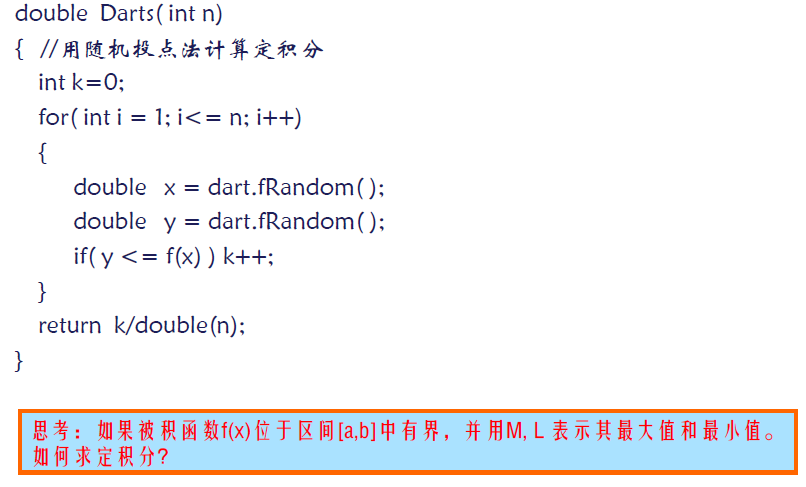 double Darts( int n)
{ //用随机投点法计算定积分
int k=0;
for( int i = 1; i<= n; i++)
{
double x = dart.fRandom( );
double y = dart.fRandom( );
if( y <= f(x) ) k++;
}
return k/double(n);
}
思考：如果被积函数f(x)位于区间[a,b]中有界，并用M, L 表示其最大值和最小值。
如何求定积分?